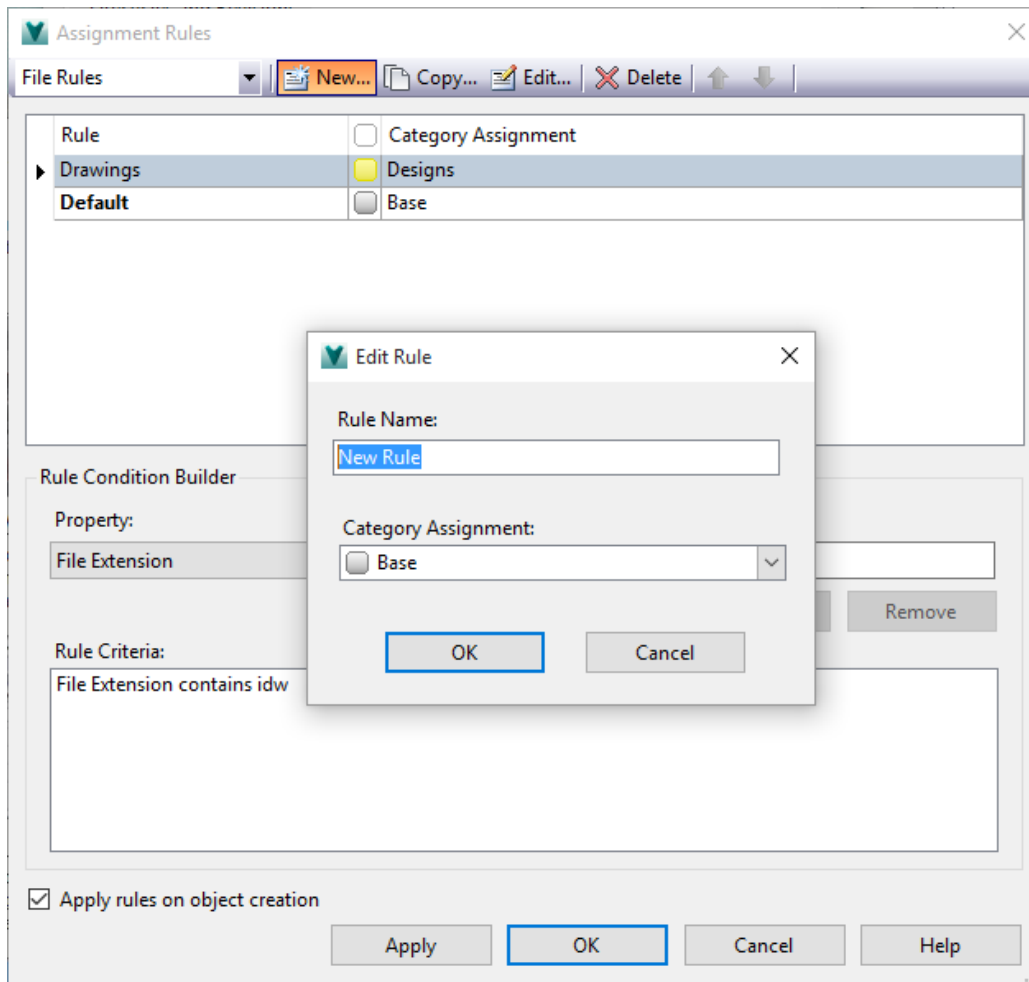 Assignment Rules
File Rules New... Copy... Edit... Delete
Rule Category Assignment
Drawings Designs
Default Base
Edit Rule
Rule Name:
New Rule
Category Assignment:
Base
OK Cancel
Rule Condition Builder
Property:
File Extension
Remove
Rule Criteria:
File Extension contains idw
Apply rules on object creation
Apply OK Cancel Help